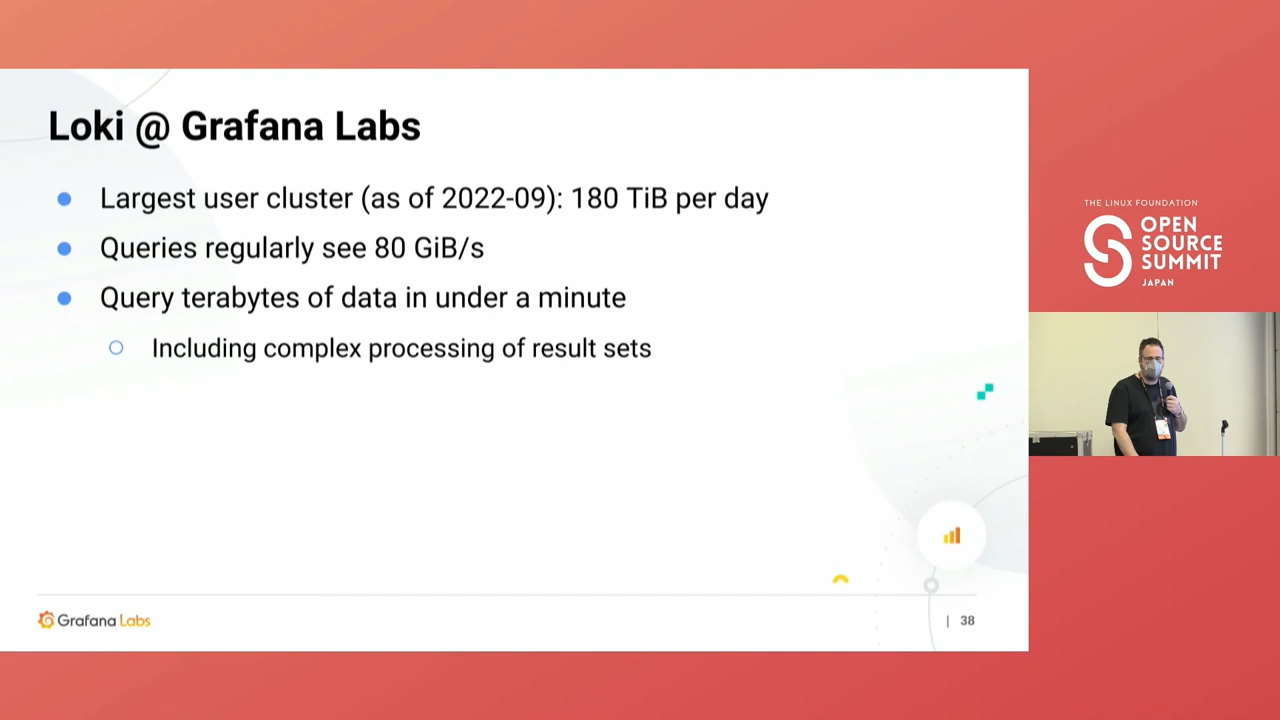 Loki @ Grafana Labs
Largest user cluster (as of 2022-09): 180 TiB per day
Queries regularly see 80 GiB/s
Query terabytes of data in under a minute
Including complex processing of result sets
Grafana Labs
| 38
THE LINUX FOUNDATION
OPEN
SOURCE
SUMMIT
JAPAN